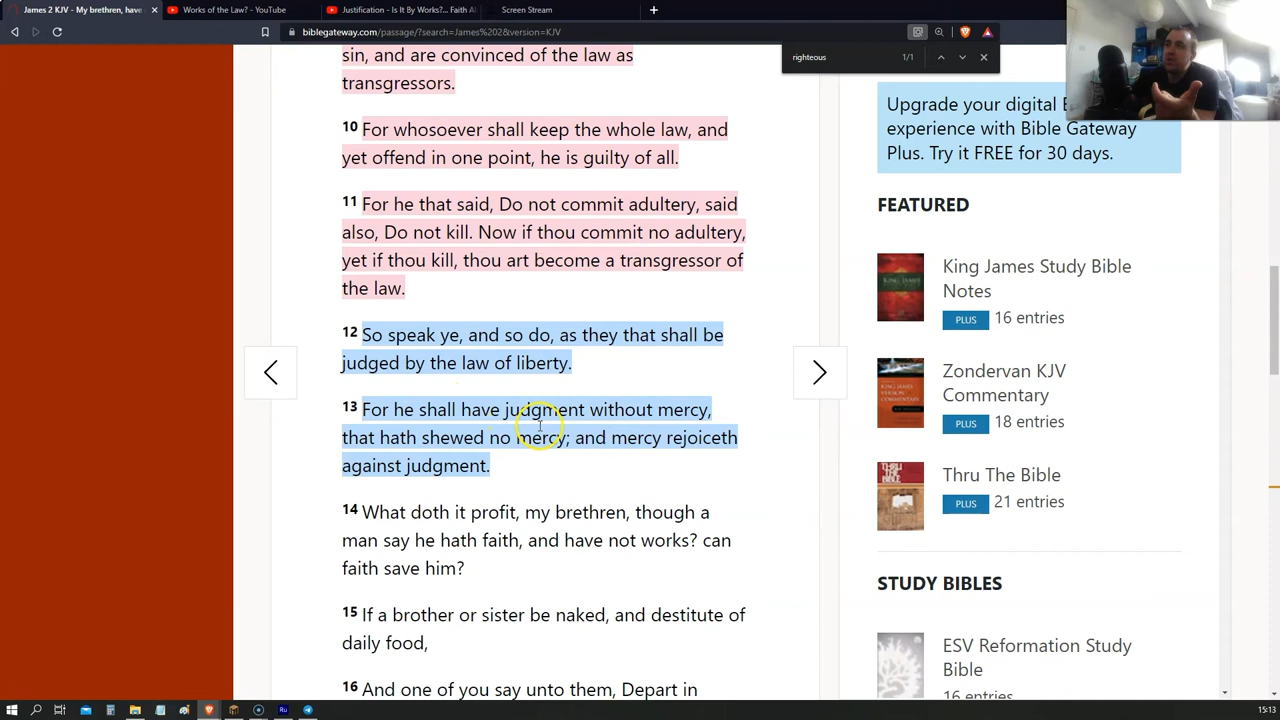 James 2 KJV - My brethren, have
Works of the Law? - YouTube
Justification - Is It By Works?... Faith Al
Screen Stream
biblegateway.com/passage/?search=James%202&version=KJV
righteous
1/1
sin, and are convinced of the law as
transgressors.
10 For whosoever shall keep the whole law, and
yet offend in one point, he is guilty of all.
11 For he that said, Do not commit adultery, said
also, Do not kill. Now if thou commit no adultery,
yet if thou kill, thou art become a transgressor of
the law.
12 So speak ye, and so do, as they that shall be
judged by the law of liberty.
13 For he shall have judgment without mercy,
that hath shewed no mercy; and mercy rejoiceth
against judgment.
14 What doth it profit, my brethren, though a
man say he hath faith, and have not works? can
faith save him?
15 If a brother or sister be naked, and destitute of
daily food,
16 And one of you say unto them, Depart in
Upgrade your digital
experience with Bible Gateway
Plus. Try it FREE for 30 days.
FEATURED
King James Study Bible
Notes
PLUS 16 entries
Zondervan KJV
Commentary
PLUS 18 entries
Thru The Bible
PLUS 21 entries
STUDY BIBLES
ESV Reformation Study
Bible
16 entries
Ru
15:13